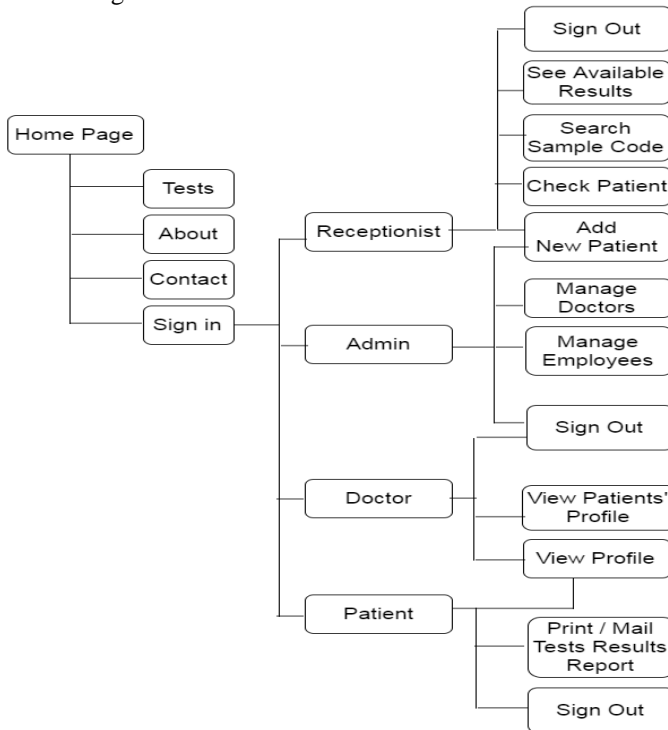 Home Page
Tests
About
Contact
Sign in
Receptionist
Admin
Doctor
Patient
Sign Out
See Available
Results
Search
Sample Code
Check Patient
Add
New Patient
Manage
Doctors
Manage
Employees
Sign Out
View Patients'
Profile
View Profile
Print / Mail
Tests Results
Report
Sign Out